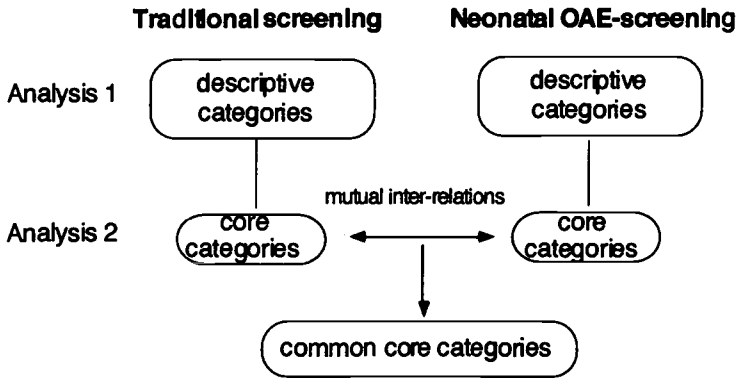 Traditional screening
Neonatal OAE-screening
Analysis 1
descriptive
categories
descriptive
categories
mutual inter-relations
Analysis 2
core
categories
core
categories
common core categories